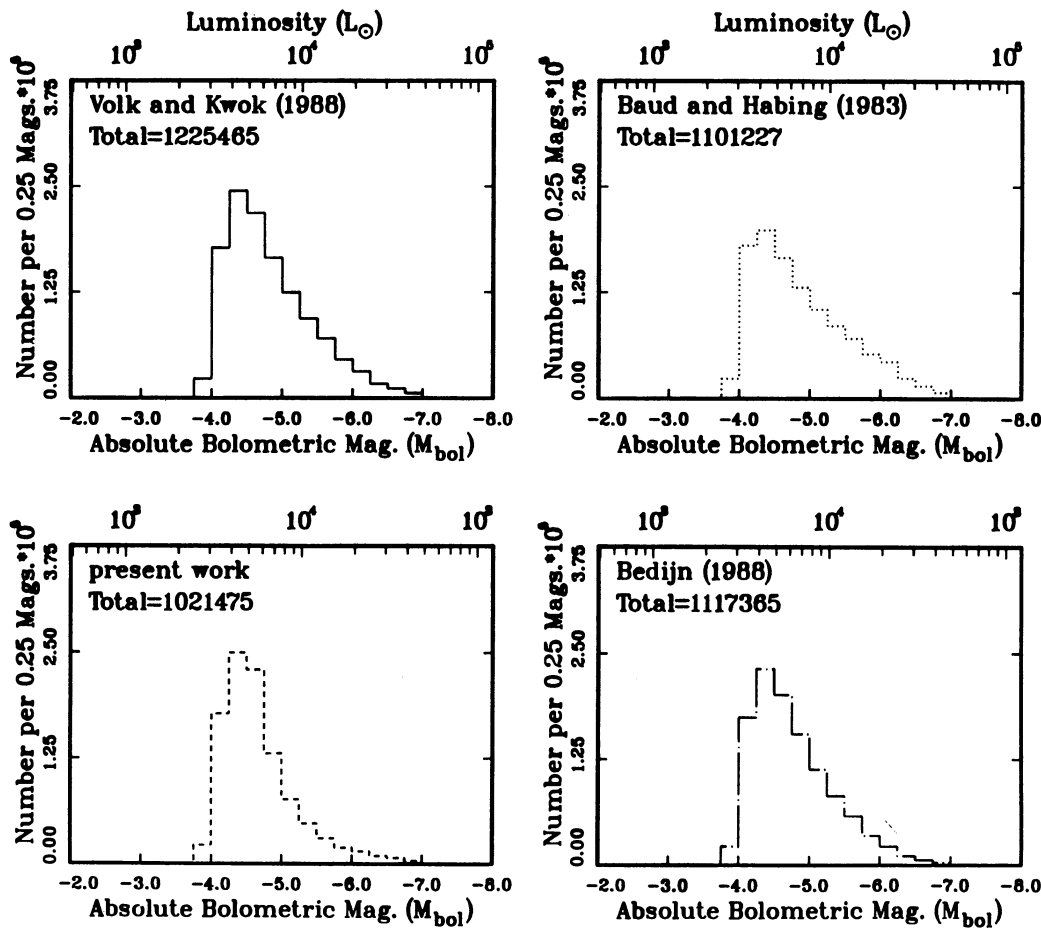 Luminosity (L⊙)
10³ 10⁴ 10⁵
Number per 0.25 Mags.*10⁵
3.75
2.50
1.25
0.00
Volk and Kwok (1988)
Total=1225465
-2.0 -3.0 -4.0 -5.0 -6.0 -7.0 -8.0
Absolute Bolometric Mag. (Mbol)
Luminosity (L⊙)
10³ 10⁴ 10⁵
Number per 0.25 Mags.*10⁵
3.75
2.50
1.25
0.00
Baud and Habing (1983)
Total=1101227
-2.0 -3.0 -4.0 -5.0 -6.0 -7.0 -8.0
Absolute Bolometric Mag. (Mbol)
10³ 10⁴ 10⁵
Number per 0.25 Mags.*10⁵
3.75
2.50
1.25
0.00
present work
Total=1021475
-2.0 -3.0 -4.0 -5.0 -6.0 -7.0 -8.0
Absolute Bolometric Mag. (Mbol)
10³ 10⁴ 10⁵
Number per 0.25 Mags.*10⁵
3.75
2.50
1.25
0.00
Bedijn (1988)
Total=1117365
-2.0 -3.0 -4.0 -5.0 -6.0 -7.0 -8.0
Absolute Bolometric Mag. (Mbol)